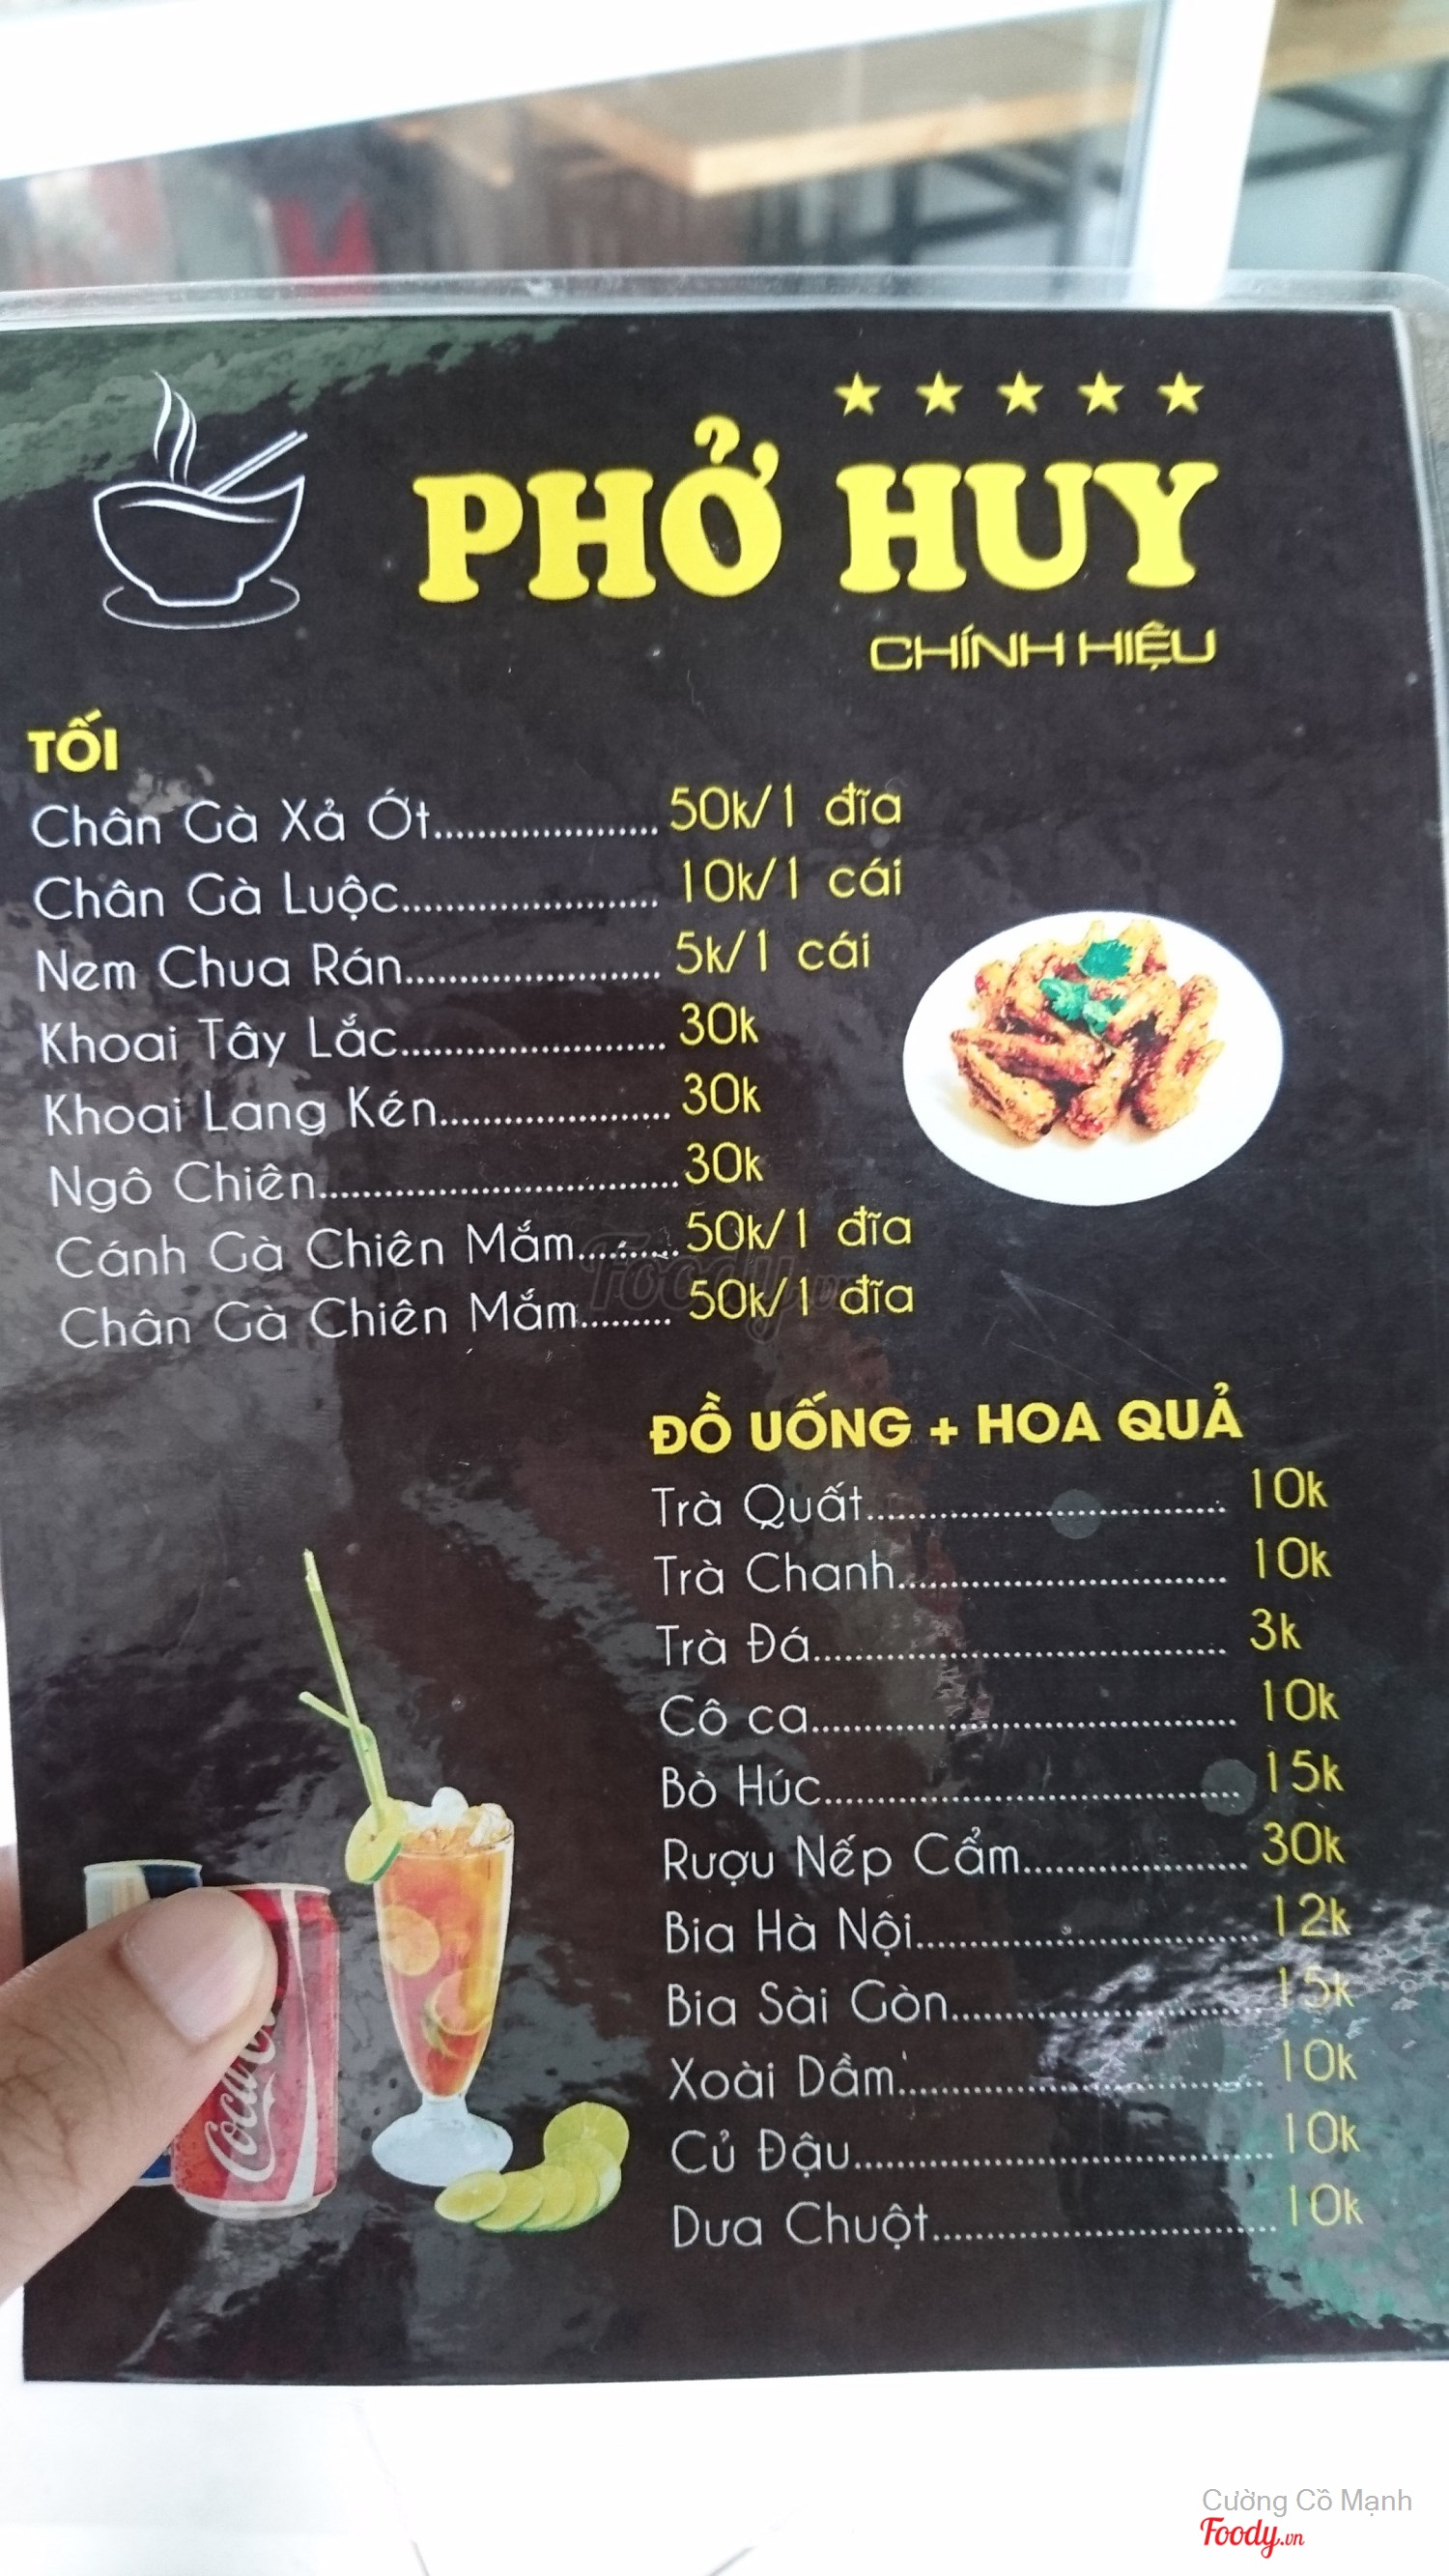 PHỞ HUY
CHÍNH HIỆU
TỐI
Chân Gà Xả Ớt.................... 50k/1 đĩa
Chân Gà Luộc....................... 10k/1 cái
Nem Chua Rán....................... 5k/1 cái
Khoai Tây Lắc........................ 30k
Khoai Lang Kén..................... 30k
Ngô Chiên................................ 30k
Cánh Gà Chiên Mắm......... 50k/1 đĩa
Chân Gà Chiên Mắm......... 50k/1 đĩa
Foody.vn
ĐỒ UỐNG + HOA QUẢ
Trà Quất................................ 10k
Trà Chanh.............................. 10k
Trà Đá..................................... 3k
Cô ca...................................... 10k
Bò Húc..................................... 15k
Rượu Nếp Cẩm.................... 30k
Bia Hà Nội.............................. 12k
Bia Sài Gòn............................ 15k
Xoài Dầm................................ 10k
Củ Đậu..................................... 10k
Dưa Chuột............................... 10k
Coca-Cola
Cường Cồ Mạnh
Foody.vn